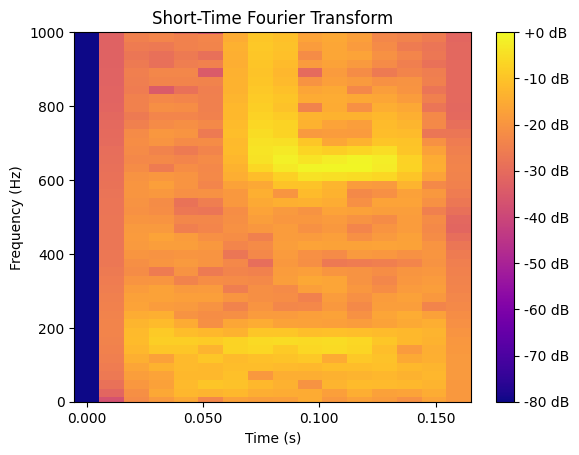 Short-Time Fourier Transform
1000
800
600
400
200
0
Frequency (Hz)
0.000
0.050
0.100
0.150
Time (s)
+0 dB
-10 dB
-20 dB
-30 dB
-40 dB
-50 dB
-60 dB
-70 dB
-80 dB